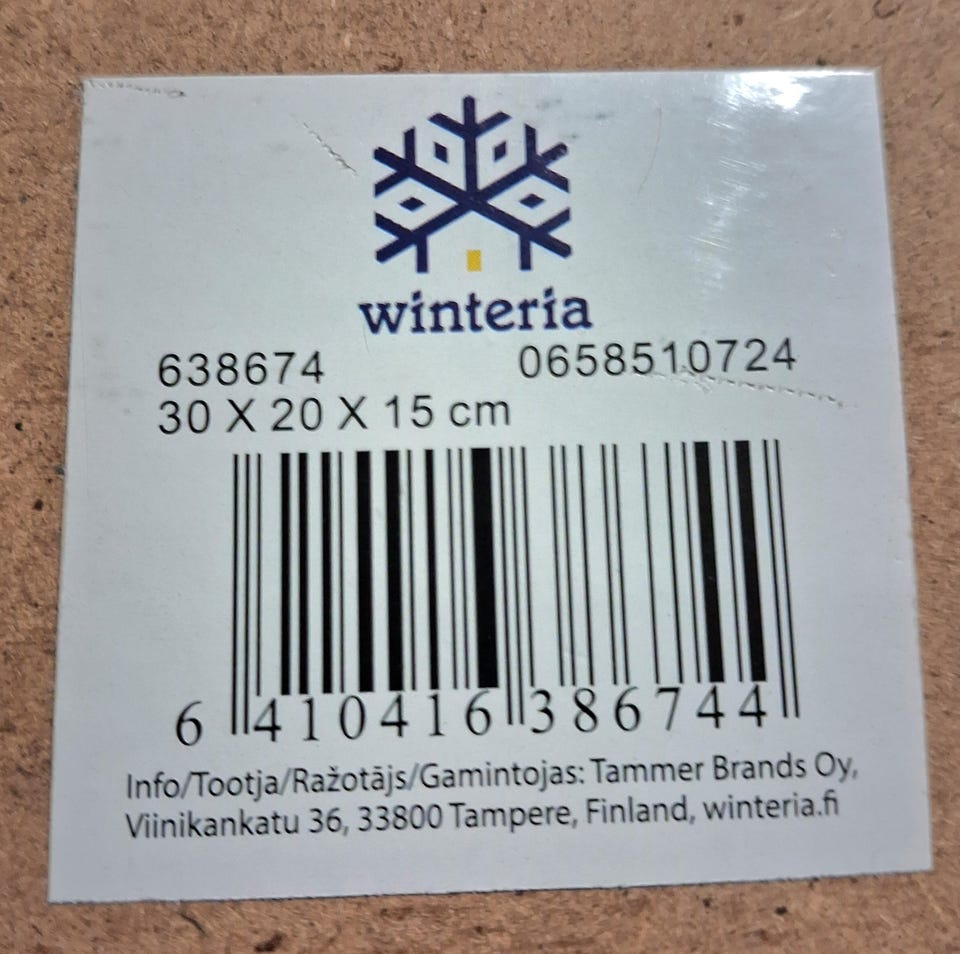 winteria
638674 0658510724
30 X 20 X 15 cm
6 410416 386744
Info/Tootja/Ražotājs/Gamintojas: Tammer Brands Oy,
Viinikankatu 36, 33800 Tampere, Finland, winteria.fi